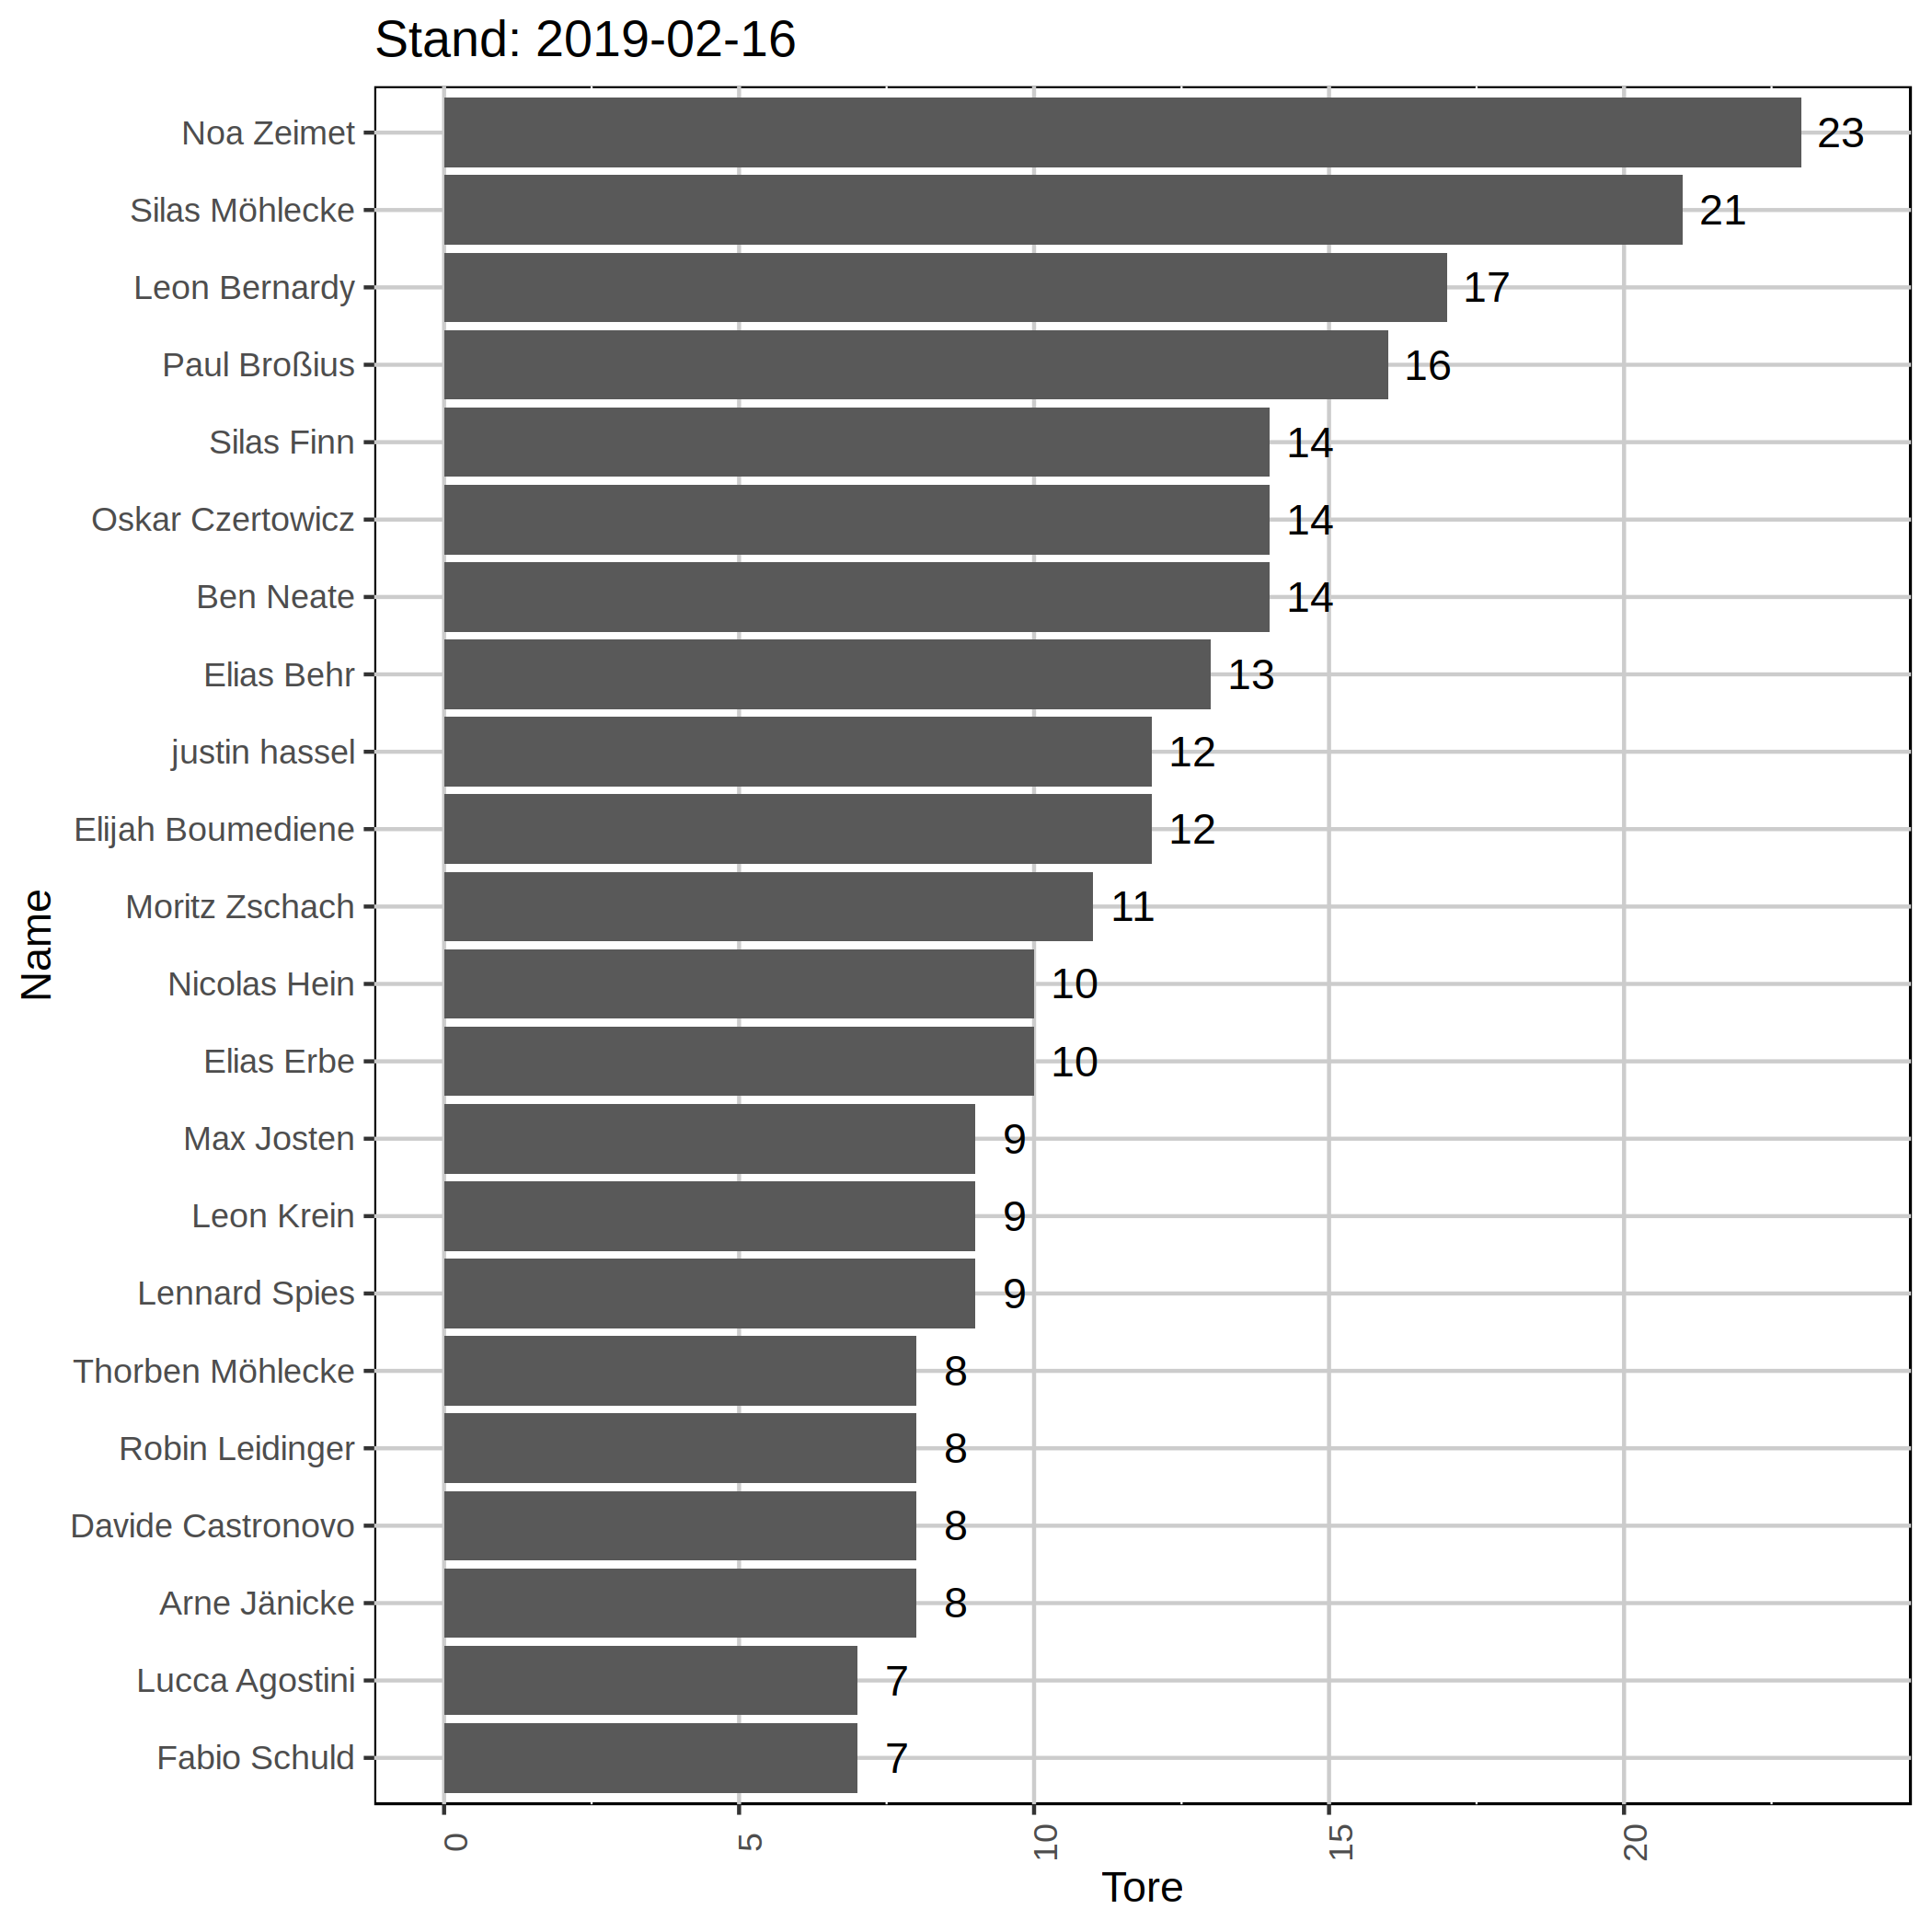 Stand: 2019-02-16
Noa Zeimet 23
Silas Möhlecke 21
Leon Bernardy 17
Paul Broßius 16
Silas Finn 14
Oskar Czertowicz 14
Ben Neate 14
Elias Behr 13
justin hassel 12
Elijah Boumediene 12
Moritz Zschach 11
Nicolas Hein 10
Elias Erbe 10
Max Josten 9
Leon Krein 9
Lennard Spies 9
Thorben Möhlecke 8
Robin Leidinger 8
Davide Castronovo 8
Arne Jänicke 8
Lucca Agostini 7
Fabio Schuld 7
Name
0 5 10 15 20
Tore